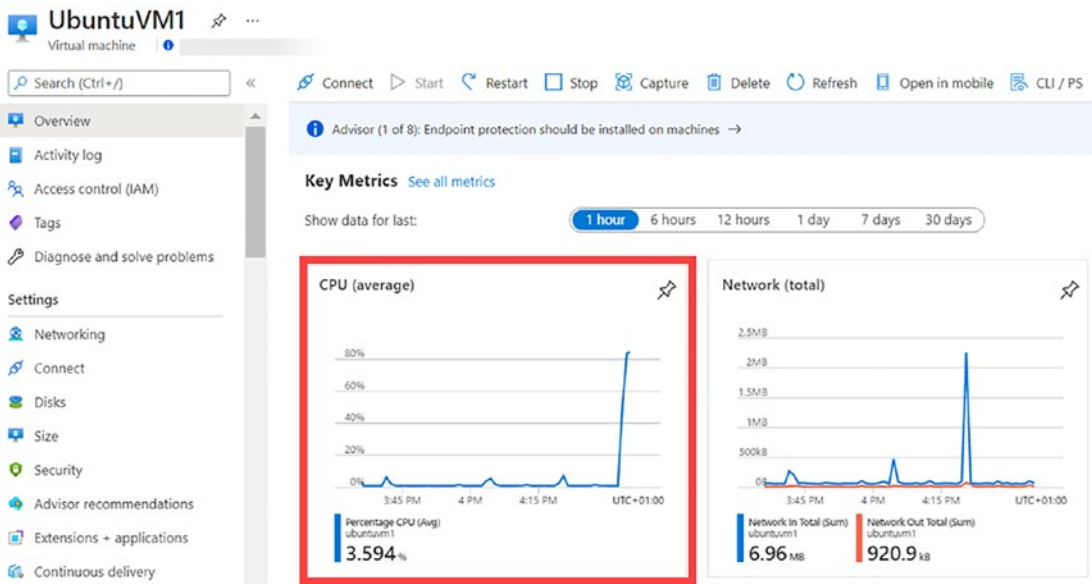 UbuntuVM1
Virtual machine
Search (Ctrl+/)
Overview
Activity log
Access control (IAM)
Tags
Diagnose and solve problems
Settings
Networking
Connect
Disks
Size
Security
Advisor recommendations
Extensions + applications
Continuous delivery
Connect Start Restart Stop Capture Delete Refresh Open in mobile CLI / PS
Advisor (1 of 8): Endpoint protection should be installed on machines →
Key Metrics See all metrics
Show data for last: 1 hour 6 hours 12 hours 1 day 7 days 30 days
CPU (average)
80%
60%
40%
20%
0%
3:45 PM 4 PM 4:15 PM UTC+01:00
Percentage CPU (Avg)
ubuntuvm1
3.594 %
Network (total)
2.5MB
2MB
1.5MB
1MB
500kB
0B
3:45 PM 4 PM 4:15 PM UTC+01:00
Network In Total (Sum)
ubuntuvm1
6.96 MB
Network Out Total (Sum)
ubuntuvm1
920.9 kB